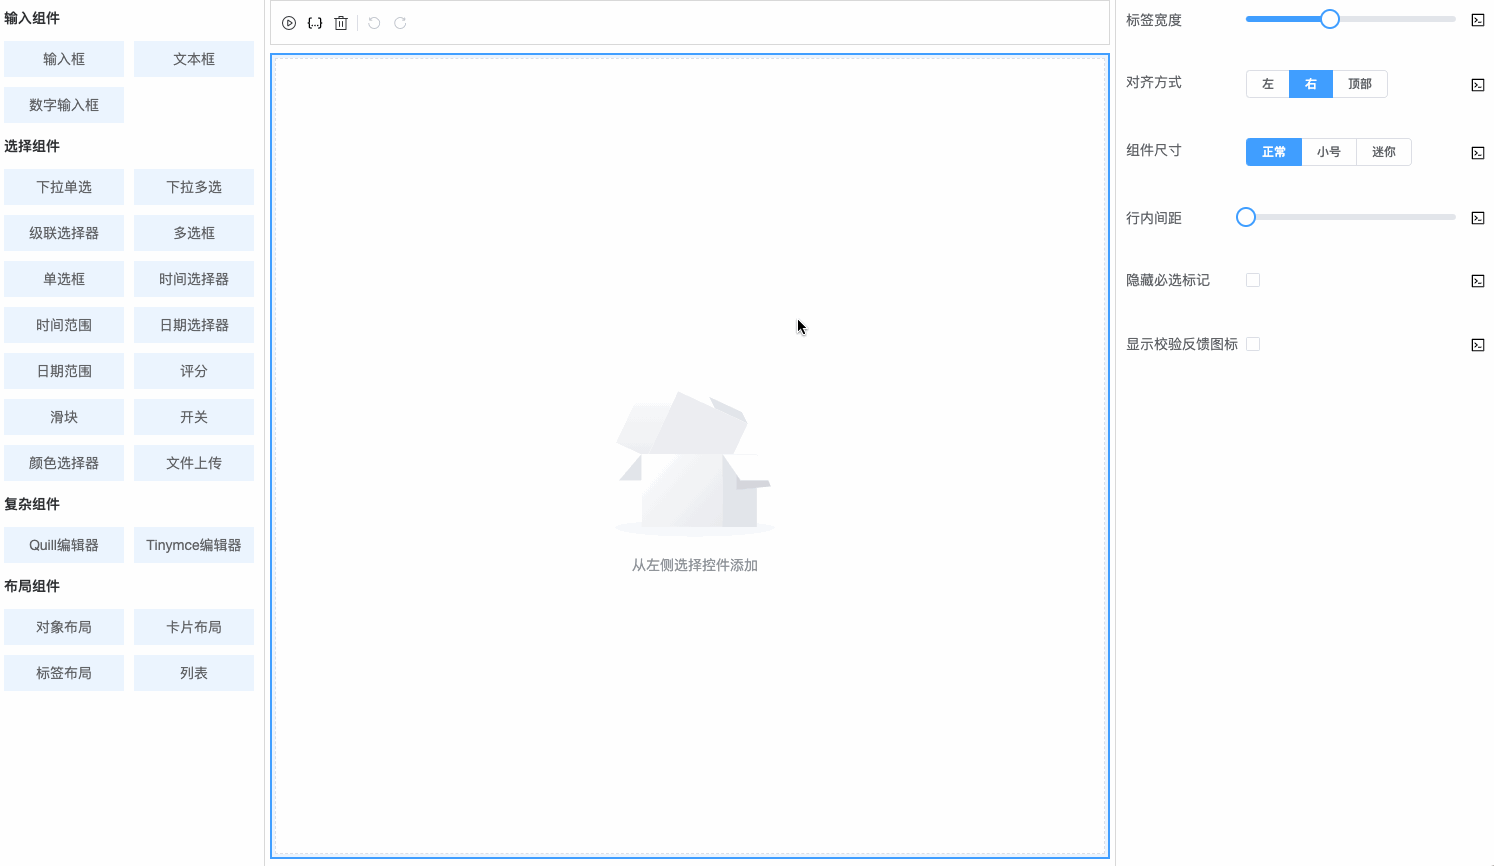 输入组件
输入框 文本框
数字输入框
选择组件
下拉单选 下拉多选
级联选择器 多选框
单选框 时间选择器
时间范围 日期选择器
日期范围 评分
滑块 开关
颜色选择器 文件上传
复杂组件
Quill编辑器 Tinymce编辑器
布局组件
对象布局 卡片布局
标签布局 列表
{...}
从左侧选择控件添加
标签宽度
对齐方式 左 右 顶部
组件尺寸 正常 小号 迷你
行内间距
隐藏必选标记
显示校验反馈图标